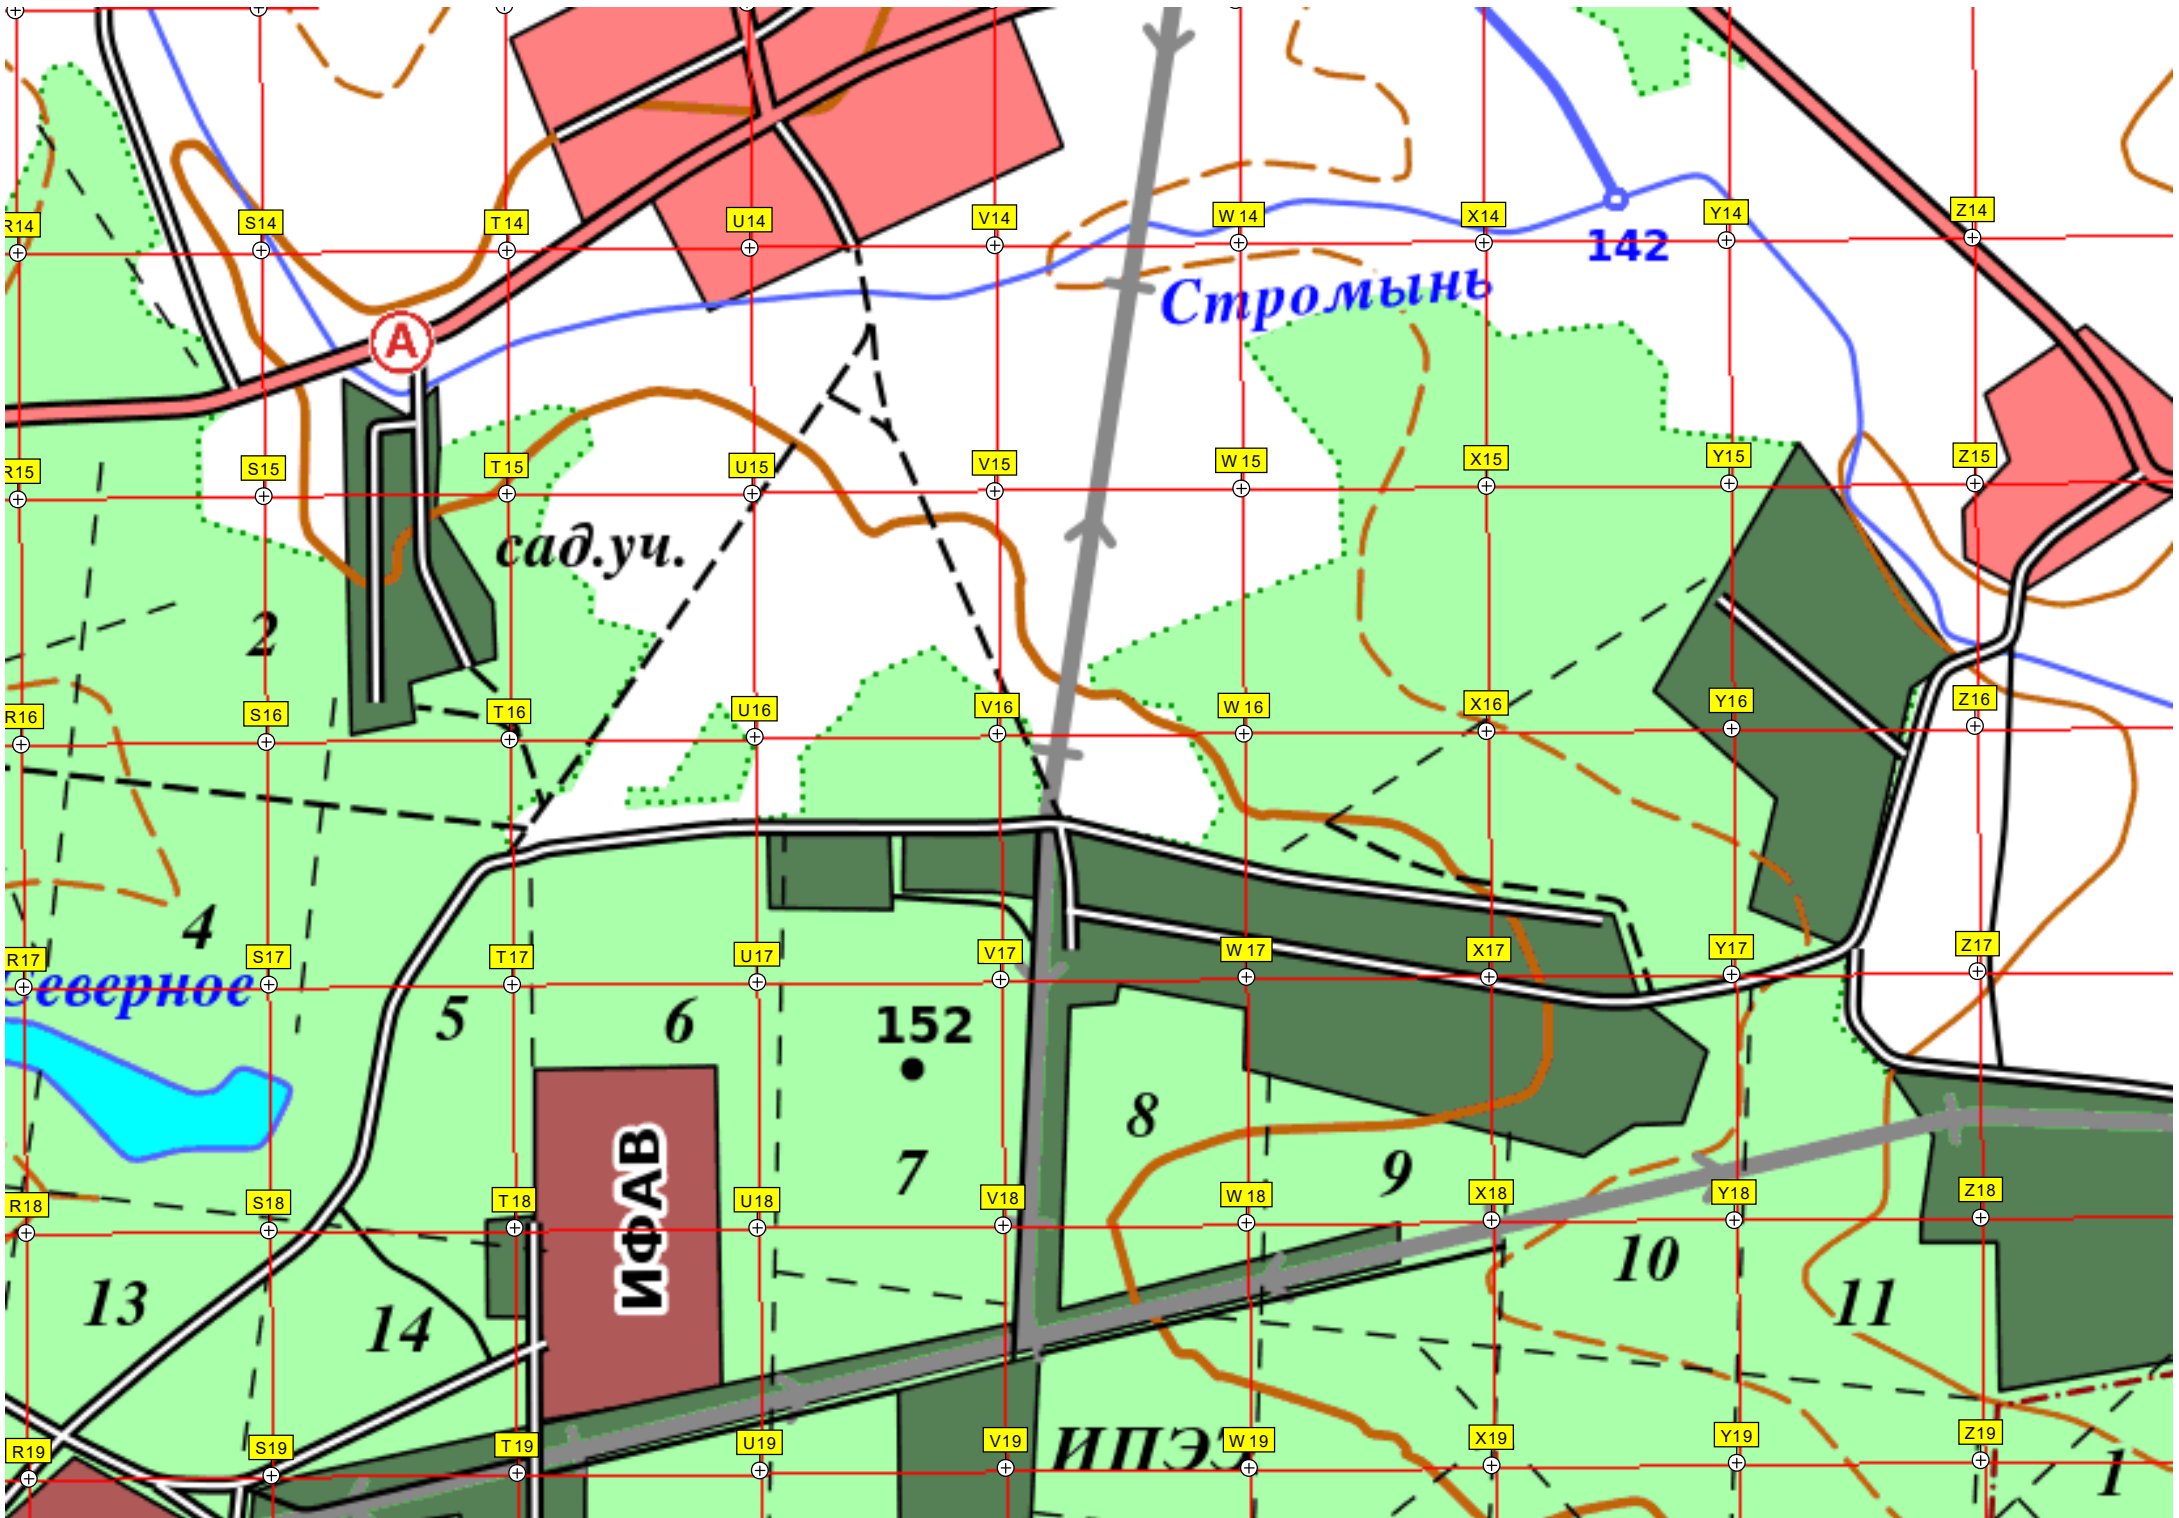 R14 S14 T14 U14 V14 W14 X14 Y14 Z14
142
Стромынь
А
R15 S15 T15 U15 V15 W15 X15 Y15 Z15
сад.уч.
2
R16 S16 T16 U16 V16 W16 X16 Y16 Z16
4
R17 S17 T17 U17 V17 W17 X17 Y17 Z17
Северное
5 6 152
8
7 9
ИФАВ
R18 S18 T18 U18 V18 W18 X18 Y18 Z18
10
13 14 11
R19 S19 T19 U19 V19 W19 X19 Y19 Z19
ИПЭЭ
1